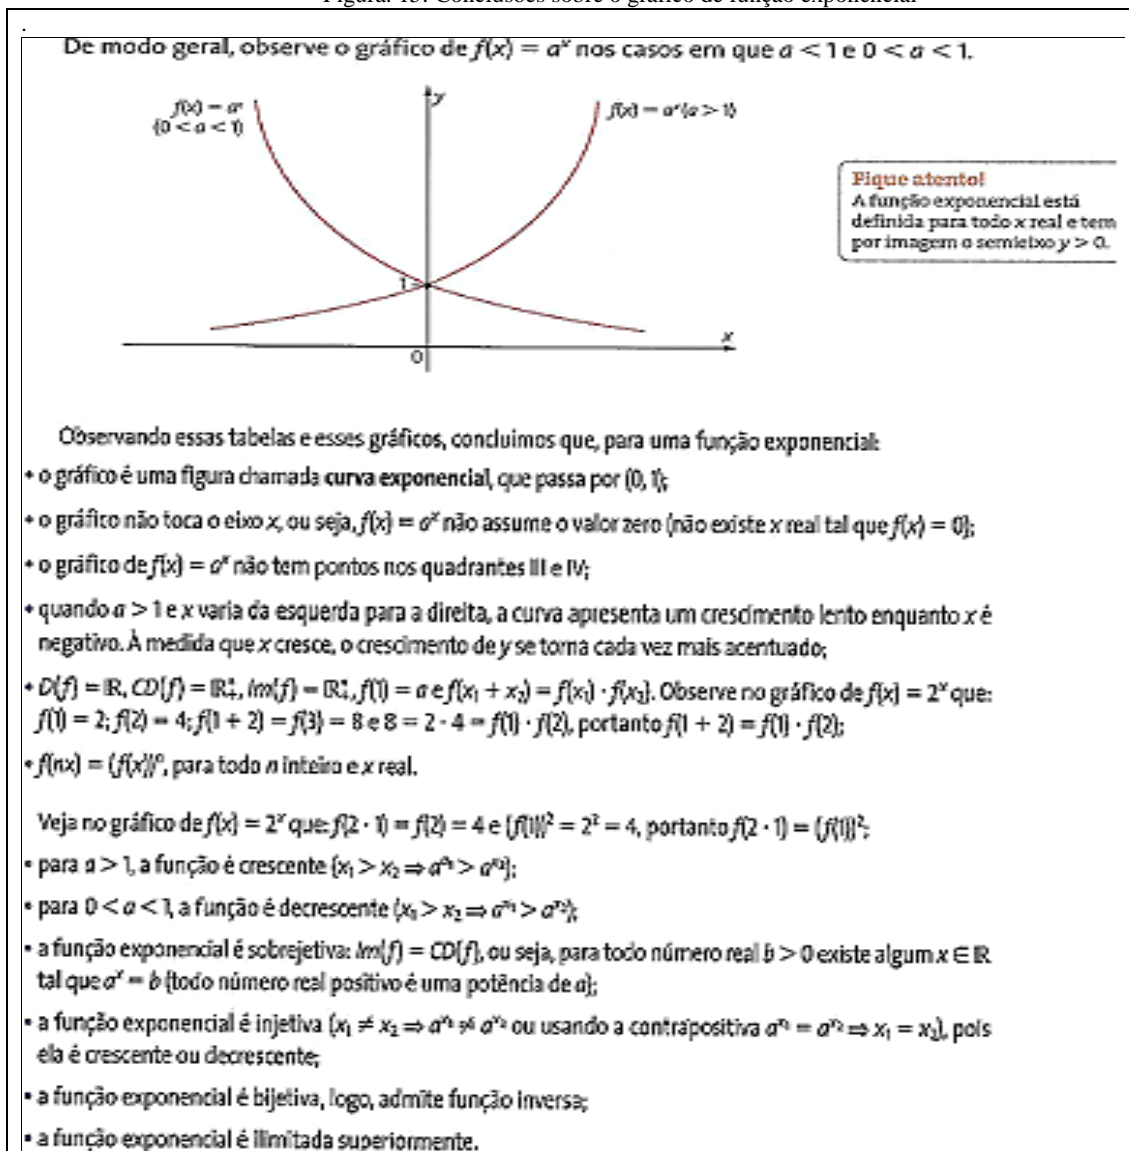 Figura: 15: Conclusões sobre o gráfico de função exponencial
.
De modo geral, observe o gráfico de f(x) = aˣ nos casos em que a < 1 e 0 < a < 1.
f(x) = aˣ
(0 < a < 1)
y
f(x) = aˣ (a > 1)
Fique atento!
A função exponencial está
definida para todo x real e tem
por imagem o semieixo y > 0.
1
x
0
Observando essas tabelas e esses gráficos, concluímos que, para uma função exponencial:
• o gráfico é uma figura chamada curva exponencial, que passa por (0, 1);
• o gráfico não toca o eixo x, ou seja, f(x) = aˣ não assume o valor zero (não existe x real tal que f(x) = 0);
• o gráfico de f(x) = aˣ não tem pontos nos quadrantes III e IV;
• quando a > 1 e x varia da esquerda para a direita, a curva apresenta um crescimento lento enquanto x é
negativo. À medida que x cresce, o crescimento de y se torna cada vez mais acentuado;
• D(f) = ℝ, CD(f) = ℝ*₊, Im(f) = ℝ*₊, f(1) = a e f(x₁ + x₂) = f(x₁) · f(x₂). Observe no gráfico de f(x) = 2ˣ que:
f(1) = 2; f(2) = 4; f(1 + 2) = f(3) = 8 e 8 = 2 · 4 = f(1) · f(2), portanto f(1 + 2) = f(1) · f(2);
• f(nx) = (f(x))ⁿ, para todo n inteiro e x real.
Veja no gráfico de f(x) = 2ˣ que: f(2 · 1) = f(2) = 4 e (f(1))² = 2² = 4, portanto f(2 · 1) = (f(1))²;
• para a > 1, a função é crescente (x₁ > x₂ ⇒ a^x₁ > a^x₂);
• para 0 < a < 1, a função é decrescente (x₁ > x₂ ⇒ a^x₁ > a^x₂);
• a função exponencial é sobrejetiva: Im(f) = CD(f), ou seja, para todo número real b > 0 existe algum x ∈ ℝ
tal que aˣ = b (todo número real positivo é uma potência de a);
• a função exponencial é injetiva (x₁ ≠ x₂ ⇒ a^x₁ ≠ a^x₂ ou usando a contrapositiva a^x₁ = a^x₂ ⇒ x₁ = x₂), pois
ela é crescente ou decrescente;
• a função exponencial é bijetiva, logo, admite função inversa;
• a função exponencial é ilimitada superiormente.